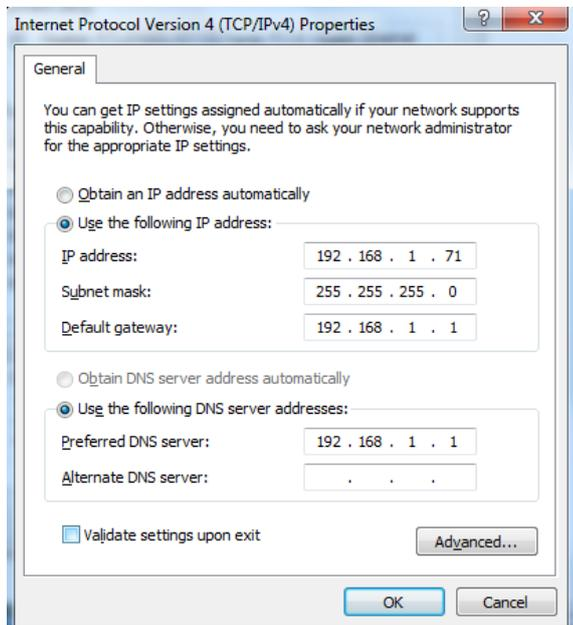 Internet Protocol Version 4 (TCP/IPv4) Properties
General
You can get IP settings assigned automatically if your network supports
this capability. Otherwise, you need to ask your network administrator
for the appropriate IP settings.
Obtain an IP address automatically
Use the following IP address:
IP address: 192 . 168 . 1 . 71
Subnet mask: 255 . 255 . 255 . 0
Default gateway: 192 . 168 . 1 . 1
Obtain DNS server address automatically
Use the following DNS server addresses:
Preferred DNS server: 192 . 168 . 1 . 1
Alternate DNS server: . . .
Validate settings upon exit
Advanced...
OK Cancel